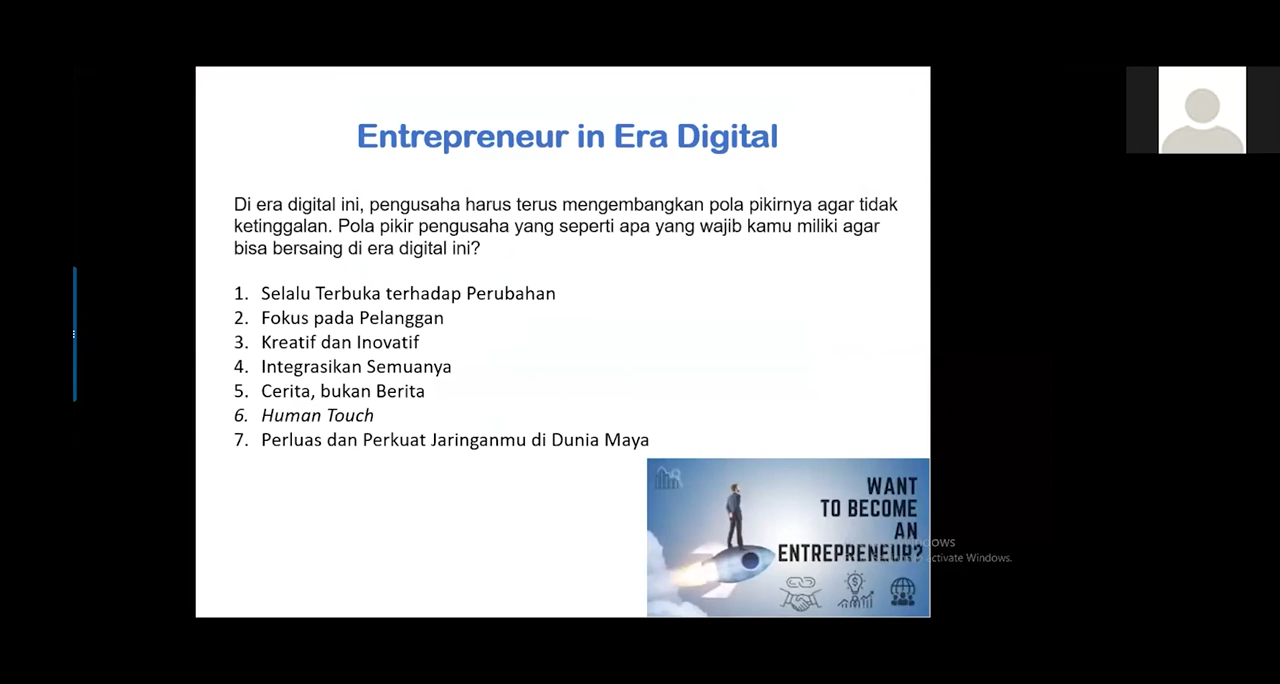 Entrepreneur in Era Digital
Di era digital ini, pengusaha harus terus mengembangkan pola pikirnya agar tidak
ketinggalan. Pola pikir pengusaha yang seperti apa yang wajib kamu miliki agar
bisa bersaing di era digital ini?
1. Selalu Terbuka terhadap Perubahan
2. Fokus pada Pelanggan
3. Kreatif dan Inovatif
4. Integrasikan Semuanya
5. Cerita, bukan Berita
6. Human Touch
7. Perluas dan Perkuat Jaringanmu di Dunia Maya
WANT
TO BECOME
AN
ENTREPRENEUR?
activate Windows.